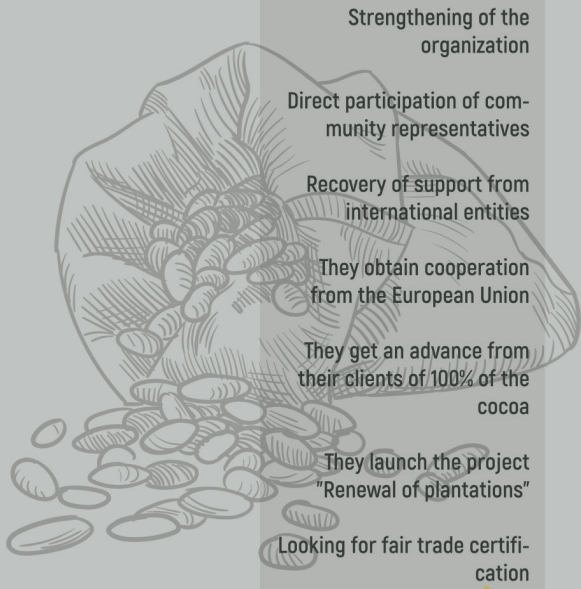 Strengthening of the
organization
Direct participation of com-
munity representatives
Recovery of support from
international entities
They obtain cooperation
from the European Union
They get an advance from
their clients of 100% of the
cocoa
They launch the project
"Renewal of plantations"
Looking for fair trade certifi-
cation